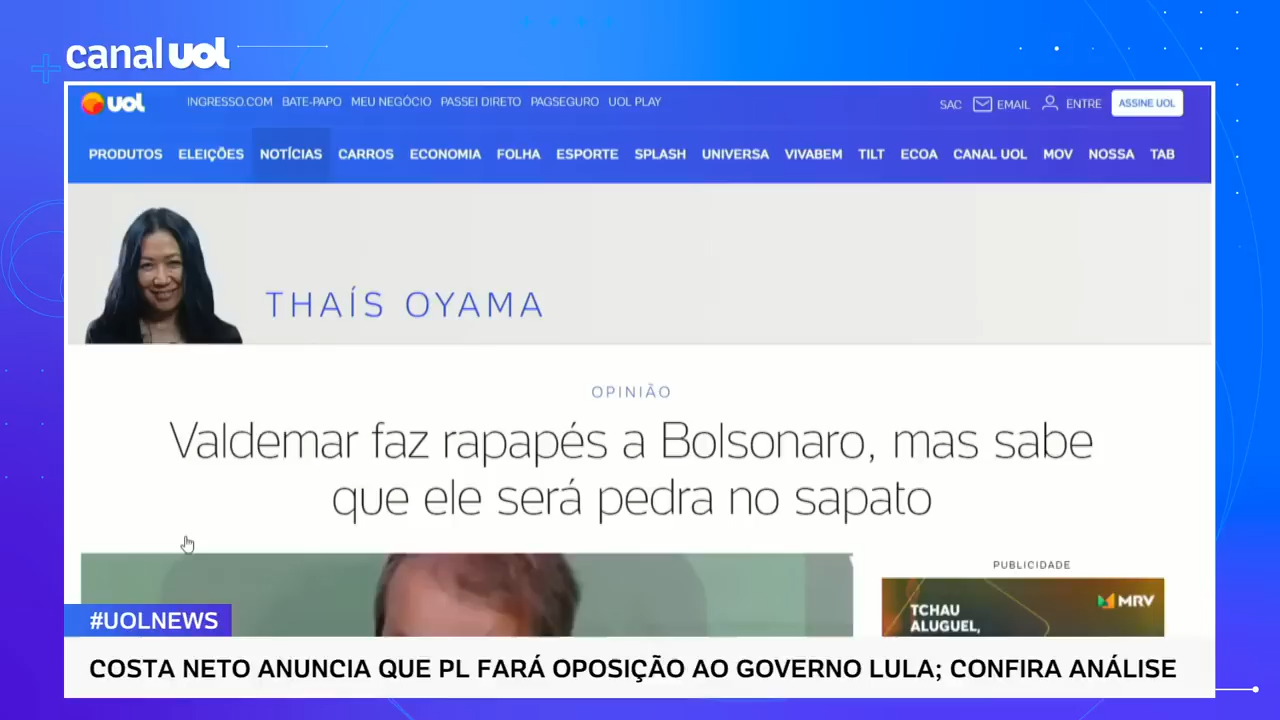 canal uol
uol
INGRESSO.COM BATE-PAPO MEU NEGÓCIO PASSEI DIRETO PAGSEGURO UOL PLAY
SAC EMAIL ENTRE ASSINE UOL
PRODUTOS ELEIÇÕES NOTÍCIAS CARROS ECONOMIA FOLHA ESPORTE SPLASH UNIVERSA VIVABEM TILT ECOA CANAL UOL MOV NOSSA TAB
THAÍS OYAMA
OPINIÃO
Valdemar faz rapapés a Bolsonaro, mas sabe
que ele será pedra no sapato
PUBLICIDADE
MRV
TCHAU
ALUGUEL,
#UOLNEWS
COSTA NETO ANUNCIA QUE PL FARÁ OPOSIÇÃO AO GOVERNO LULA; CONFIRA ANÁLISE